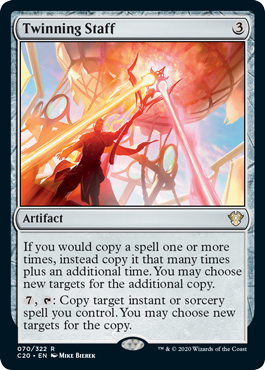 Twinning Staff 3
Artifact
If you would copy a spell one or more
times, instead copy it that many times
plus an additional time. You may choose
new targets for the additional copy.
7, T: Copy target instant or sorcery
spell you control. You may choose new
targets for the copy.
070/322 R
C20 • EN Mike Bierek
™ & © 2020 Wizards of the Coast